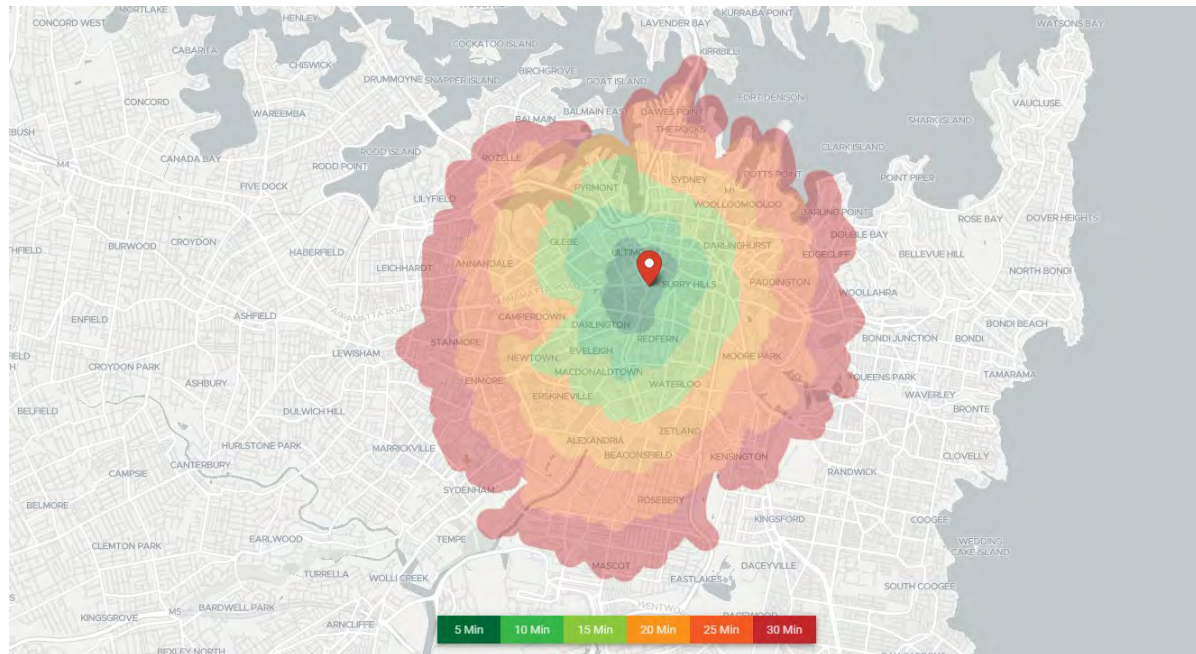 MORTLAKE
KURRABA POINT
CONCORD WEST
HENLEY
LAVENDER BAY
WATSONS BAY
CABARITA
COCKATOO ISLAND
KIRRIBILLI
CHISWICK
BIRCHGROVE
DRUMMOYNE
SNAPPER ISLAND
GOAT ISLAND
CONCORD
FORT DENISON
VAUCLUSE
WAREEMBA
BALMAIN
BALMAIN EAST
DAWES POINT
SHARK ISLAND
THE ROCKS
M4
CANADA BAY
RODD POINT
RODD ISLAND
ROZELLE
CLARK ISLAND
FIVE DOCK
PYRMONT
SYDNEY
POTTS POINT
POINT PIPER
LILYFIELD
M1
WOOLLOOMOOLOO
DARLING POINT
ROSE BAY
DOVER HEIGHTS
BURWOOD
CROYDON
HABERFIELD
GLEBE
ULTIMO
DARLINGHURST
DOUBLE BAY
EDGECLIFF
BELLEVUE HILL
LEICHHARDT
ANNANDALE
NORTH BONDI
SURRY HILLS
PADDINGTON
WOOLLAHRA
PARRAMATTA ROAD
PARRAMATTA ROAD
ENFIELD
ASHFIELD
CAMPERDOWN
DARLINGTON
BONDI BEACH
STANMORE
REDFERN
BONDI JUNCTION
BONDI
LEWISHAM
NEWTOWN
EVELEIGH
MOORE PARK
CROYDON PARK
MACDONALDTOWN
QUEENS PARK
TAMARAMA
ASHBURY
ENMORE
WATERLOO
ERSKINEVILLE
WAVERLEY
BELFIELD
DULWICH HILL
BRONTE
HURLSTONE PARK
MARRICKVILLE
ALEXANDRIA
ZETLAND
CANTERBURY
BEACONSFIELD
KENSINGTON
CLOVELLY
CAMPSIE
RANDWICK
SYDENHAM
ROSEBERY
BELMORE
KINGSFORD
COOGEE
CLEMTON PARK
EARLWOOD
TEMPE
WEDDING
CAKE ISLAND
MASCOT
DACEYVILLE
TURRELLA
WOLLI CREEK
EASTLAKES
SOUTH COOGEE
KINGSGROVE
M5
BARDWELL PARK
ARNCLIFFE
5 Min
10 Min
15 Min
20 Min
25 Min
30 Min
BEXLEY NORTH